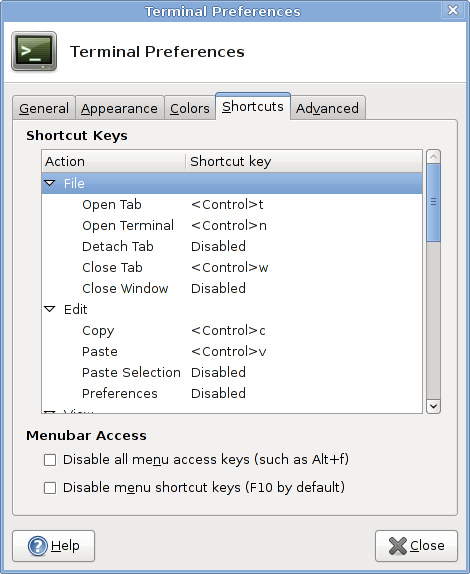 Terminal Preferences
Terminal Preferences
General Appearance Colors Shortcuts Advanced
Shortcut Keys
Action Shortcut key
File
Open Tab <Control>t
Open Terminal <Control>n
Detach Tab Disabled
Close Tab <Control>w
Close Window Disabled
Edit
Copy <Control>c
Paste <Control>v
Paste Selection Disabled
Preferences Disabled
View
Menubar Access
Disable all menu access keys (such as Alt+f)
Disable menu shortcut keys (F10 by default)
Help Close